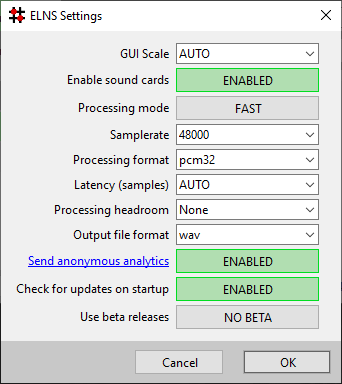 ELNS Settings
GUI Scale AUTO
Enable sound cards ENABLED
Processing mode FAST
Samplerate 48000
Processing format pcm32
Latency (samples) AUTO
Processing headroom None
Output file format wav
Send anonymous analytics ENABLED
Check for updates on startup ENABLED
Use beta releases NO BETA
Cancel OK